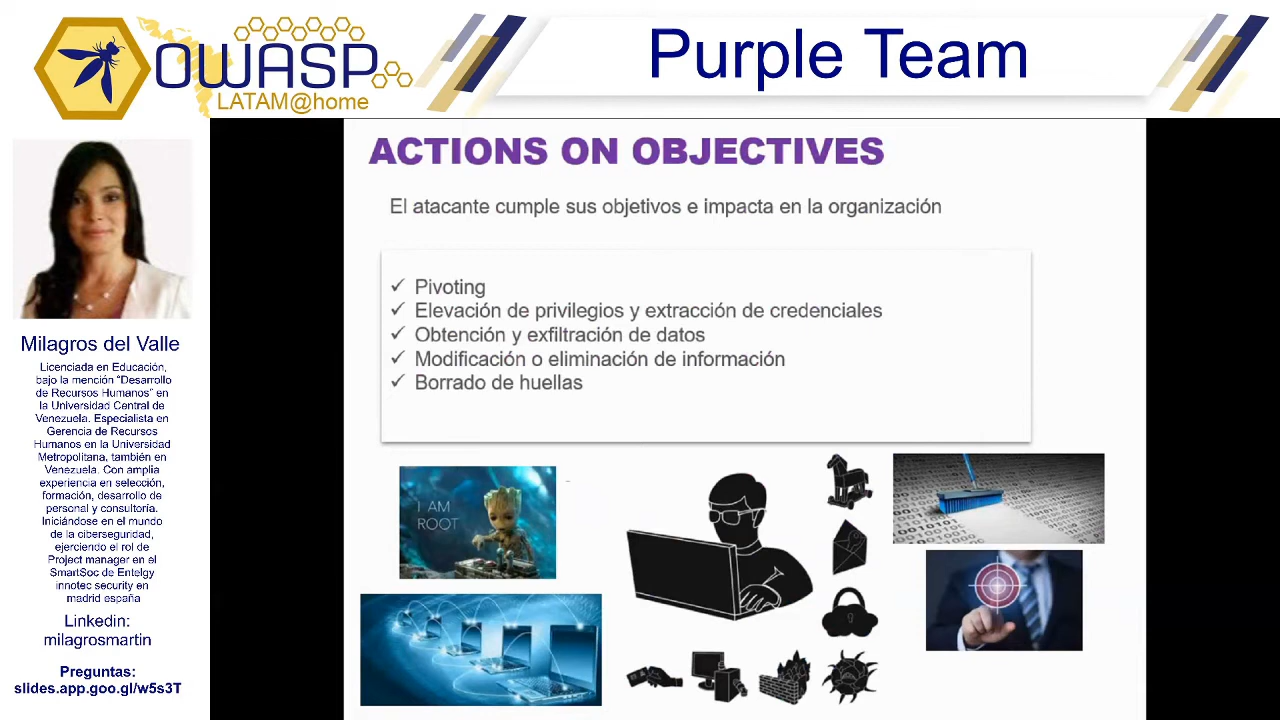 OWASP
LATAM@home
Purple Team
Milagros del Valle
Licenciada en Educación,
bajo la mención “Desarrollo
de Recursos Humanos” en
la Universidad Central de
Venezuela. Especialista en
Gerencia de Recursos
Humanos en la Universidad
Metropolitana, también en
Venezuela. Con amplia
experiencia en selección,
formación, desarrollo de
personal y consultoría.
Iniciándose en el mundo
de la ciberseguridad,
ejerciendo el rol de
Project manager en el
SmartSoc de Entelgy
innotec security en
madrid españa
Linkedin:
milagrosmartin
Preguntas:
slides.app.goo.gl/w5s3T
ACTIONS ON OBJECTIVES
El atacante cumple sus objetivos e impacta en la organización
✓ Pivoting
✓ Elevación de privilegios y extracción de credenciales
✓ Obtención y exfiltración de datos
✓ Modificación o eliminación de información
✓ Borrado de huellas
I AM
ROOT